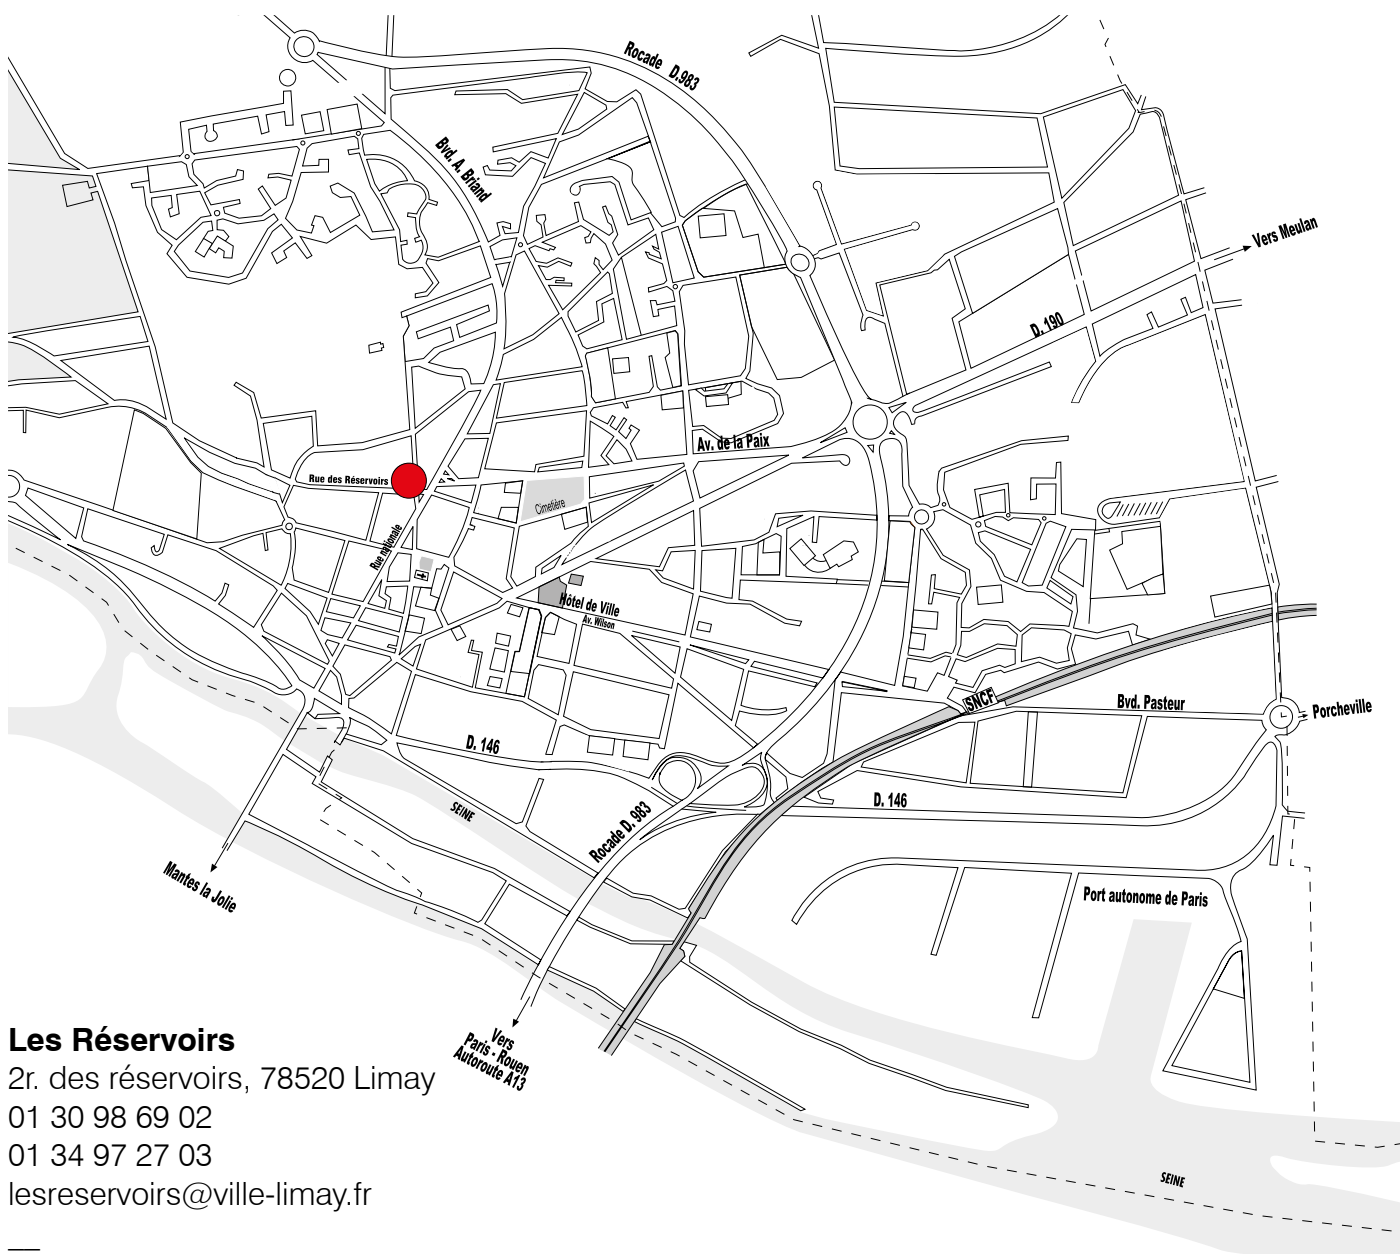 Rocade D.983
Bvd. A. Briand
Vers Meulan
D. 190
Av. de la Paix
Rue des Réservoirs
Cimetière
Rue nationale
Hôtel de Ville
Av. Wilson
SNCF
Bvd. Pasteur
Porcheville
D. 146
D. 146
SEINE
Rocade D. 983
Mantes la Jolie
Port autonome de Paris
Vers
Paris - Rouen
Autoroute A13
SEINE
Les Réservoirs
2r. des réservoirs, 78520 Limay
01 30 98 69 02
01 34 97 27 03
lesreservoirs@ville-limay.fr